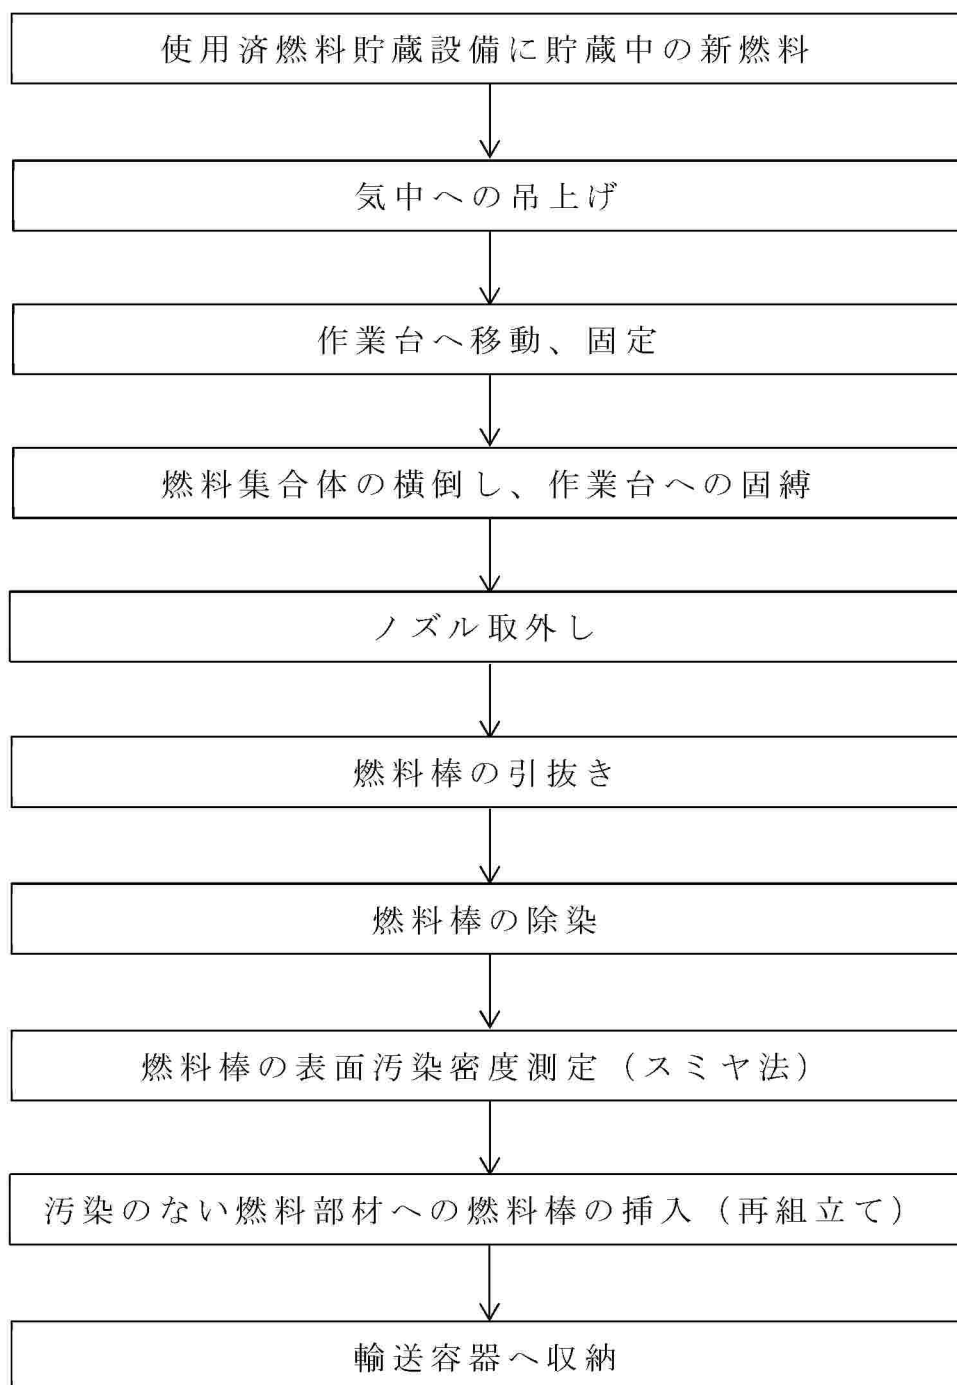 使用済燃料貯蔵設備に貯蔵中の新燃料
気中への吊上げ
作業台へ移動、固定
燃料集合体の横倒し、作業台への固縛
ノズル取外し
燃料棒の引抜き
燃料棒の除染
燃料棒の表面汚染密度測定（スミヤ法）
汚染のない燃料部材への燃料棒の挿入（再組立て）
輸送容器へ収納